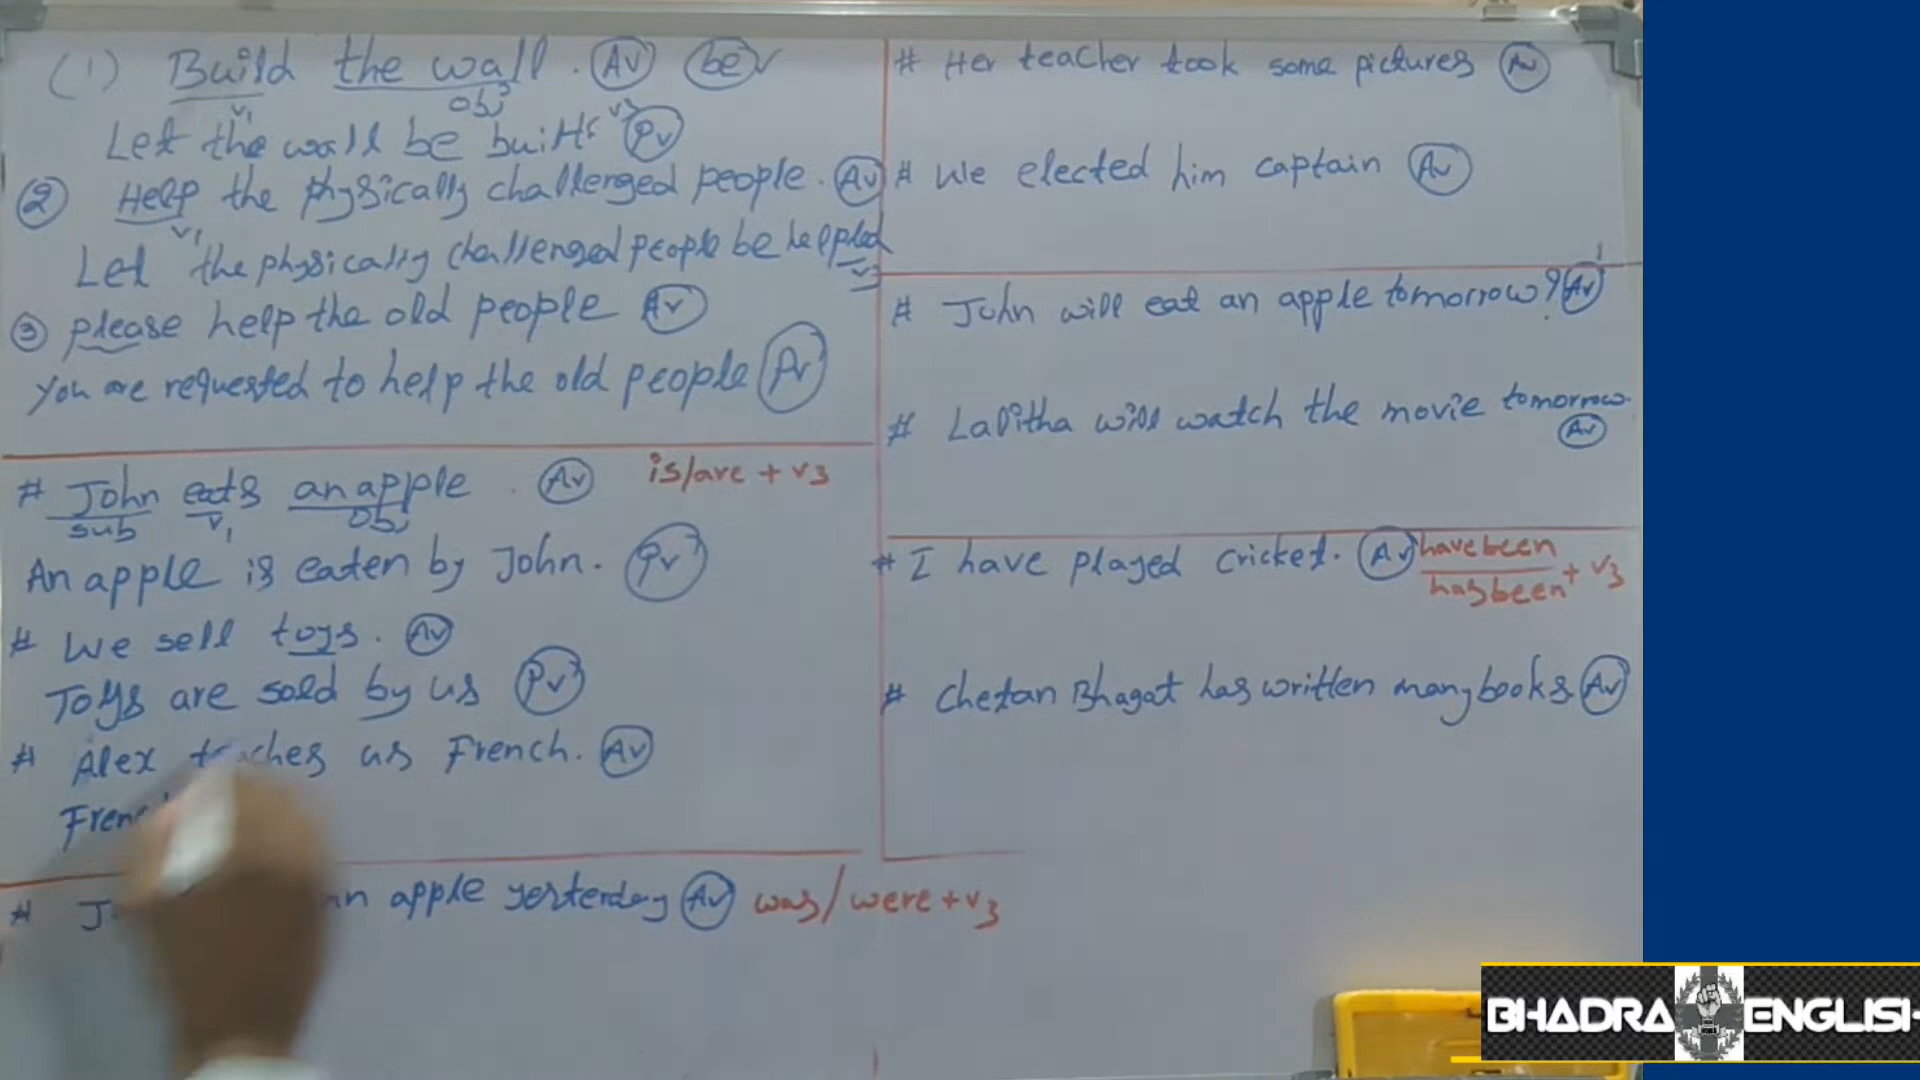 (1) Build the wall. Av be✓
v1 obj v3
Let the wall be built Pv
2 Help the physically challenged people. Av
v1
Let the physically challenged people be helpled
v3
3 please help the old people Av
you are requested to help the old people
# John eats an apple. Av is/are + v3
sub v1 obj
An apple is eaten by John. Pv
# We sell toys. Av
Toys are sold by us Pv
# Alex teaches us French. Av
# apple yesterday Av was/were + v3
# Her teacher took some pictures Av
# We elected him captain Av
# John will eat an apple tomorrow? Av
# Lalitha will watch the movie tomorrow.
Av
# I have played cricket. Av have been
has been + v3
# Chetan Bhagat has written many books Av
BHADRA ENGLISH